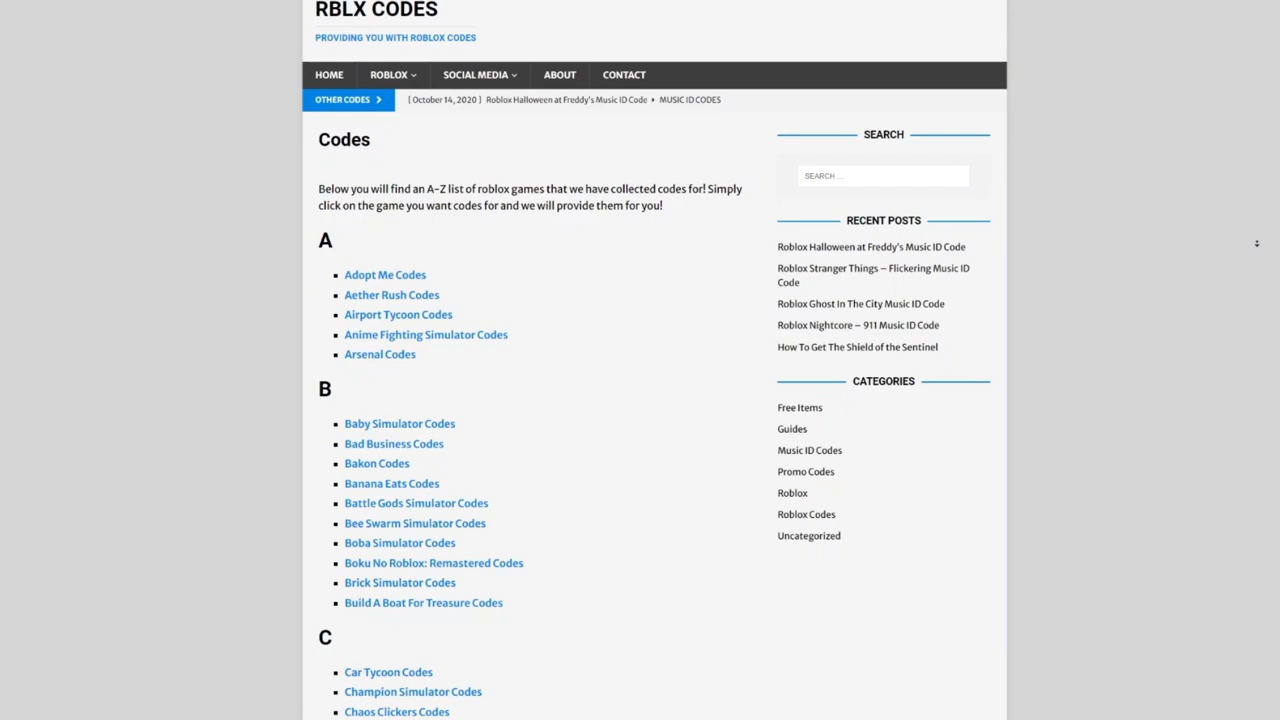 RBLX CODES
PROVIDING YOU WITH ROBLOX CODES
HOME ROBLOX SOCIAL MEDIA ABOUT CONTACT
OTHER CODES [ October 14, 2020 ] Roblox Halloween at Freddy's Music ID Code MUSIC ID CODES
Codes
Below you will find an A-Z list of roblox games that we have collected codes for! Simply
click on the game you want codes for and we will provide them for you!
A
Adopt Me Codes
Aether Rush Codes
Airport Tycoon Codes
Anime Fighting Simulator Codes
Arsenal Codes
B
Baby Simulator Codes
Bad Business Codes
Bakon Codes
Banana Eats Codes
Battle Gods Simulator Codes
Bee Swarm Simulator Codes
Boba Simulator Codes
Boku No Roblox: Remastered Codes
Brick Simulator Codes
Build A Boat For Treasure Codes
C
Car Tycoon Codes
Champion Simulator Codes
Chaos Clickers Codes
SEARCH
SEARCH ...
RECENT POSTS
Roblox Halloween at Freddy's Music ID Code
Roblox Stranger Things – Flickering Music ID
Code
Roblox Ghost In The City Music ID Code
Roblox Nightcore – 911 Music ID Code
How To Get The Shield of the Sentinel
CATEGORIES
Free Items
Guides
Music ID Codes
Promo Codes
Roblox
Roblox Codes
Uncategorized